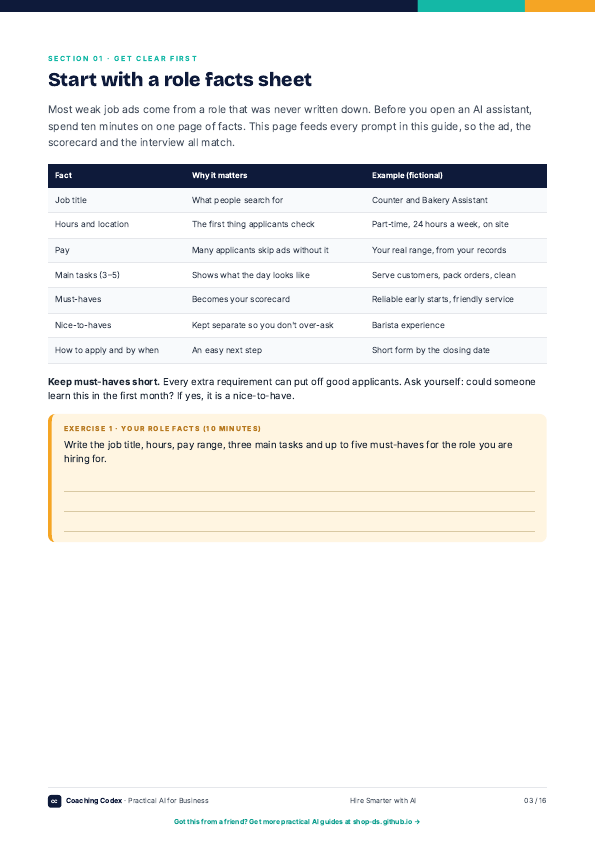 SECTION 01 · GET CLEAR FIRST
Start with a role facts sheet
Most weak job ads come from a role that was never written down. Before you open an AI assistant,
spend ten minutes on one page of facts. This page feeds every prompt in this guide, so the ad, the
scorecard and the interview all match.
Fact Why it matters Example (fictional)
Job title What people search for Counter and Bakery Assistant
Hours and location The first thing applicants check Part-time, 24 hours a week, on site
Pay Many applicants skip ads without it Your real range, from your records
Main tasks (3–5) Shows what the day looks like Serve customers, pack orders, clean
Must-haves Becomes your scorecard Reliable early starts, friendly service
Nice-to-haves Kept separate so you don't over-ask Barista experience
How to apply and by when An easy next step Short form by the closing date
Keep must-haves short. Every extra requirement can put off good applicants. Ask yourself: could someone
learn this in the first month? If yes, it is a nice-to-have.
EXERCISE 1 · YOUR ROLE FACTS (10 MINUTES)
Write the job title, hours, pay range, three main tasks and up to five must-haves for the role you are
hiring for.
cc Coaching Codex · Practical AI for Business Hire Smarter with AI 03 / 16
Got this from a friend? Get more practical AI guides at shop-ds.github.io →